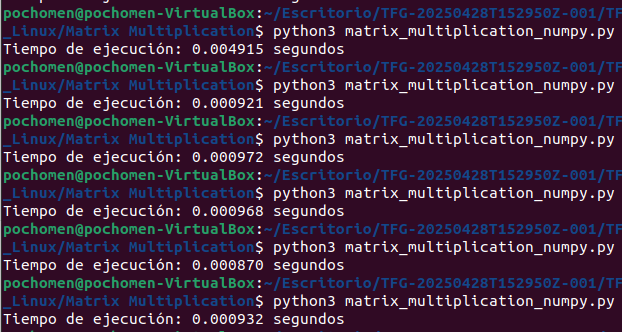 pochomen@pochomen-VirtualBox:~/Escritorio/TFG-20250428T152950Z-001/TF
_Linux/Matrix Multiplication$ python3 matrix_multiplication_numpy.py
Tiempo de ejecución: 0.004915 segundos
pochomen@pochomen-VirtualBox:~/Escritorio/TFG-20250428T152950Z-001/TF
_Linux/Matrix Multiplication$ python3 matrix_multiplication_numpy.py
Tiempo de ejecución: 0.000921 segundos
pochomen@pochomen-VirtualBox:~/Escritorio/TFG-20250428T152950Z-001/TF
_Linux/Matrix Multiplication$ python3 matrix_multiplication_numpy.py
Tiempo de ejecución: 0.000972 segundos
pochomen@pochomen-VirtualBox:~/Escritorio/TFG-20250428T152950Z-001/TF
_Linux/Matrix Multiplication$ python3 matrix_multiplication_numpy.py
Tiempo de ejecución: 0.000968 segundos
pochomen@pochomen-VirtualBox:~/Escritorio/TFG-20250428T152950Z-001/TF
_Linux/Matrix Multiplication$ python3 matrix_multiplication_numpy.py
Tiempo de ejecución: 0.000870 segundos
pochomen@pochomen-VirtualBox:~/Escritorio/TFG-20250428T152950Z-001/TF
_Linux/Matrix Multiplication$ python3 matrix_multiplication_numpy.py
Tiempo de ejecución: 0.000932 segundos